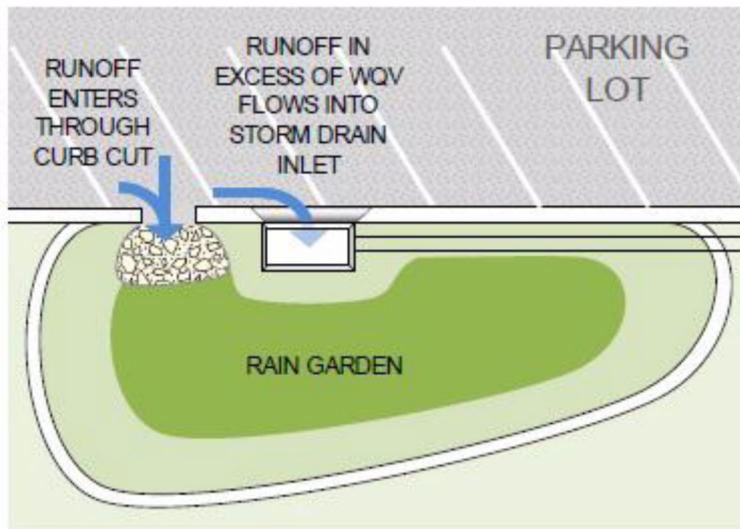 RUNOFF
ENTERS
THROUGH
CURB CUT
RUNOFF IN
EXCESS OF WQV
FLOWS INTO
STORM DRAIN
INLET
PARKING
LOT
RAIN GARDEN